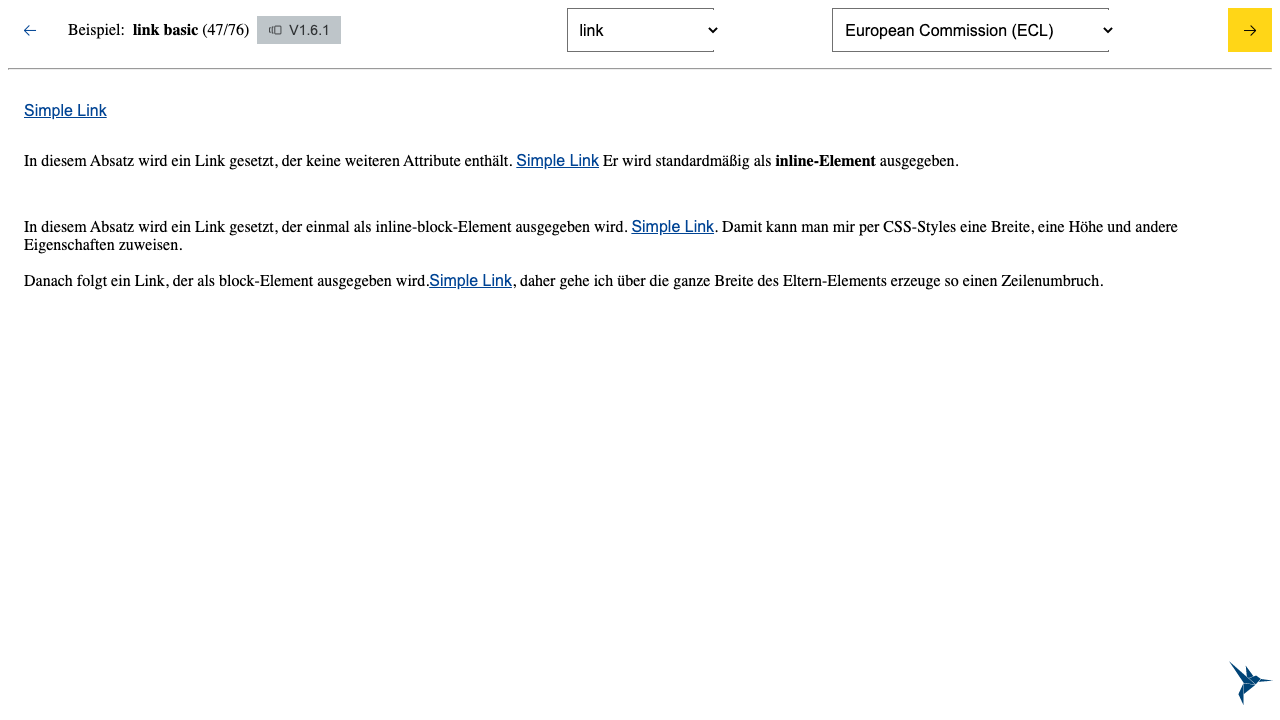 Beispiel: link basic (47/76) V1.6.1 link European Commission (ECL)
Simple Link
In diesem Absatz wird ein Link gesetzt, der keine weiteren Attribute enthält. Simple Link Er wird standardmäßig als inline-Element ausgegeben.
In diesem Absatz wird ein Link gesetzt, der einmal als inline-block-Element ausgegeben wird. Simple Link. Damit kann man mir per CSS-Styles eine Breite, eine Höhe und andere
Eigenschaften zuweisen.
Danach folgt ein Link, der als block-Element ausgegeben wird.Simple Link, daher gehe ich über die ganze Breite des Eltern-Elements erzeuge so einen Zeilenumbruch.